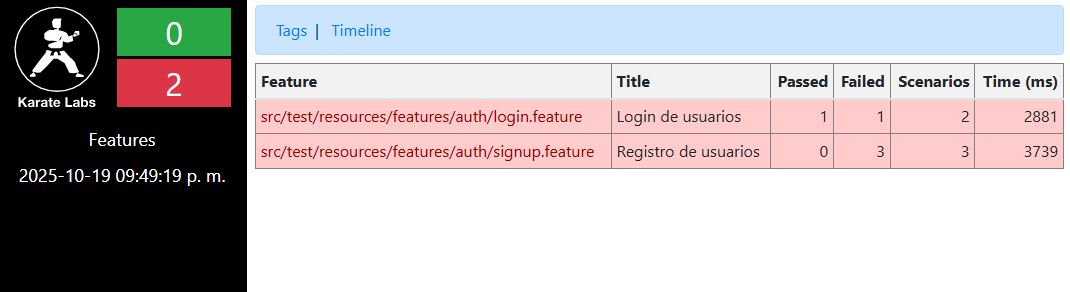 0
2
Karate Labs
Features
2025-10-19 09:49:19 p. m.
Tags | Timeline
Feature Title Passed Failed Scenarios Time (ms)
src/test/resources/features/auth/login.feature Login de usuarios 1 1 2 2881
src/test/resources/features/auth/signup.feature Registro de usuarios 0 3 3 3739